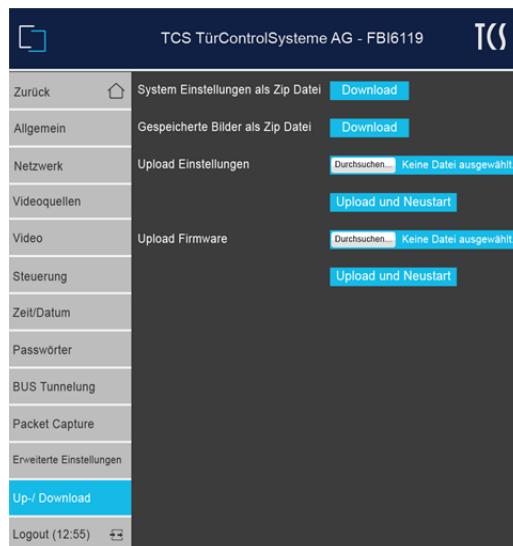 TCS TürControlSysteme AG - FBI6119
TCS
Zurück
Allgemein
Netzwerk
Videoquellen
Video
Steuerung
Zeit/Datum
Passwörter
BUS Tunnelung
Packet Capture
Erweiterte Einstellungen
Up-/ Download
Logout (12:55)
System Einstellungen als Zip Datei Download
Gespeicherte Bilder als Zip Datei Download
Upload Einstellungen Durchsuchen... Keine Datei ausgewählt.
Upload und Neustart
Upload Firmware Durchsuchen... Keine Datei ausgewählt.
Upload und Neustart